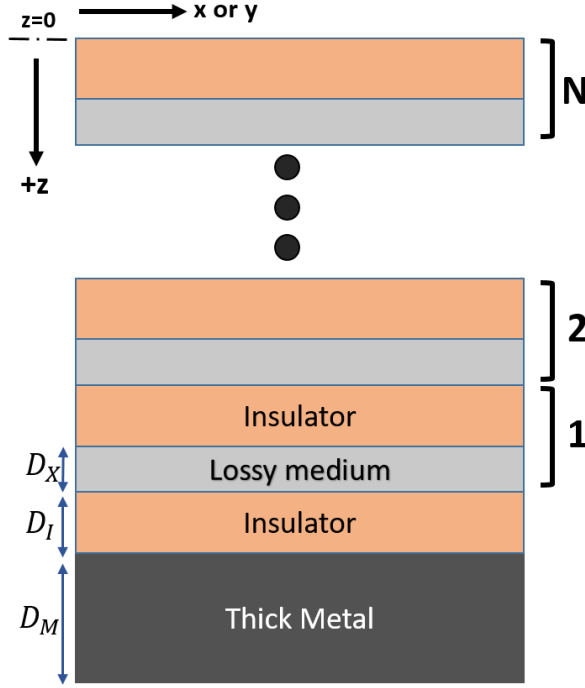 z=0
x or y
N
+z
2
Insulator
1
D_X
Lossy medium
D_I
Insulator
D_M
Thick Metal